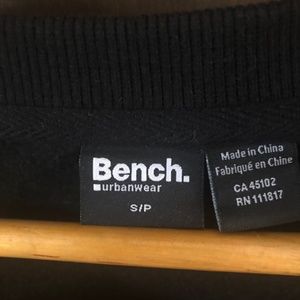 Bench.
urbanwear
S/P
Made in China
Fabriqué en Chine
CA 45102
RN 111817